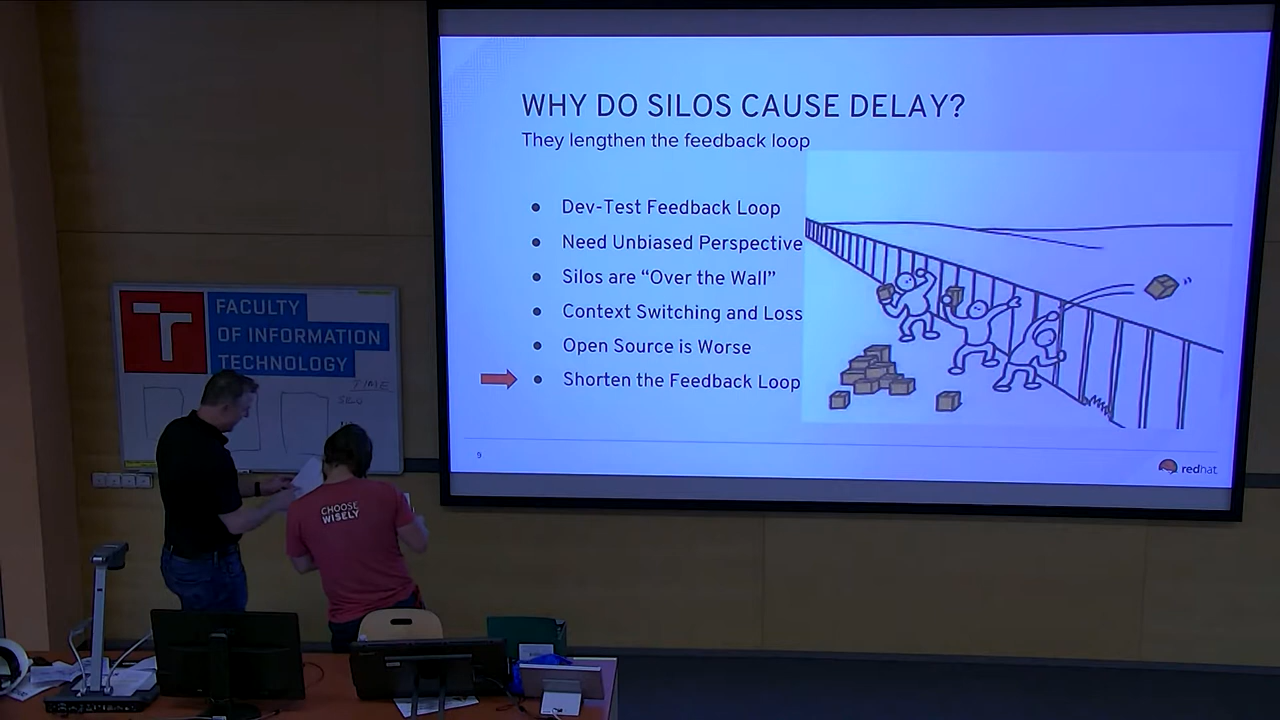 WHY DO SILOS CAUSE DELAY?
They lengthen the feedback loop
• Dev-Test Feedback Loop
• Need Unbiased Perspective
• Silos are “Over the Wall”
• Context Switching and Loss
• Open Source is Worse
• Shorten the Feedback Loop
9
redhat
FACULTY
OF INFORMATION
TECHNOLOGY
TIME
CHOOSE
WISELY